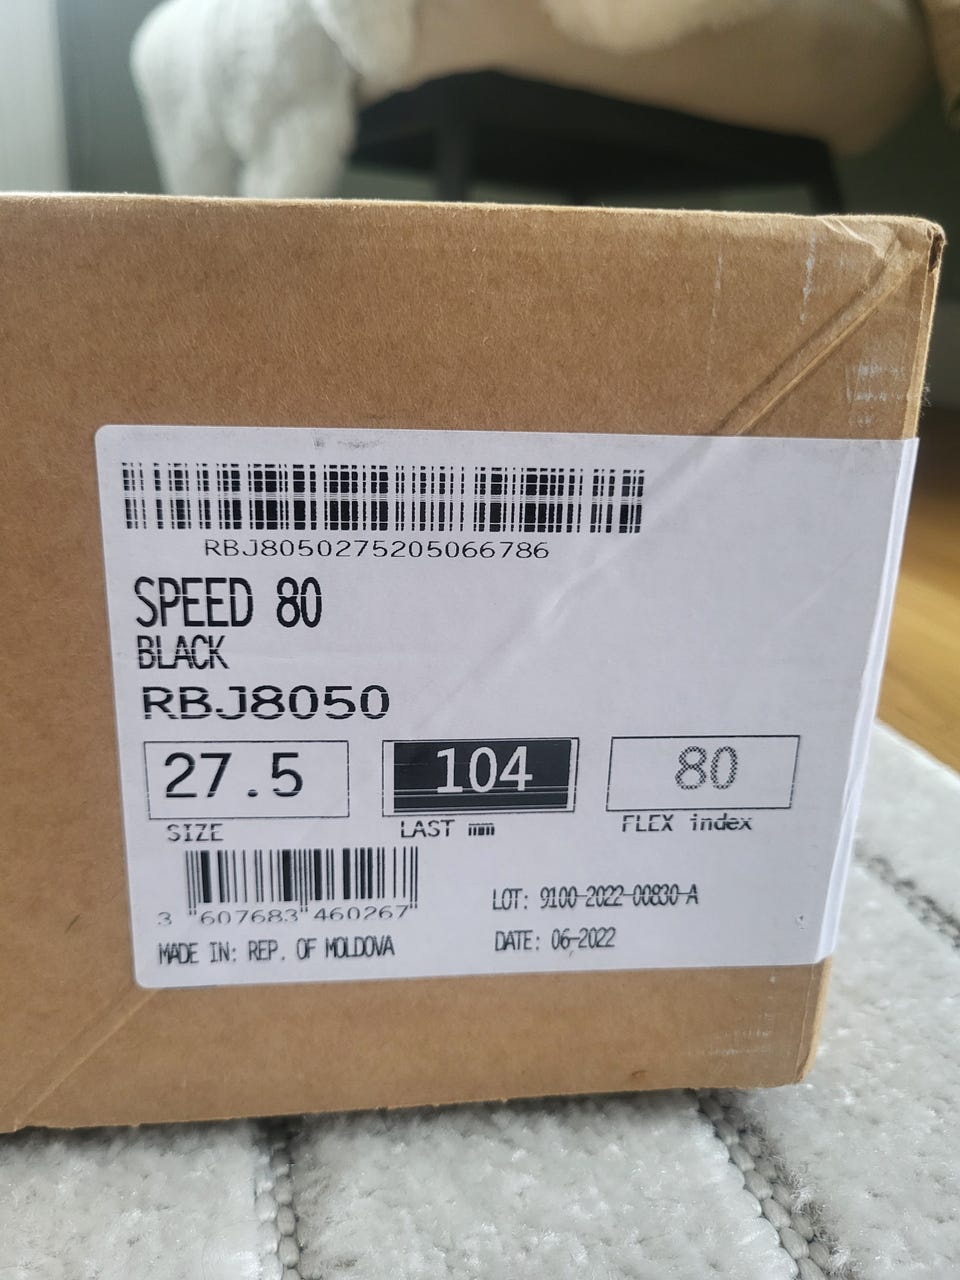 RBJ8050275205066786
SPEED 80
BLACK
RBJ8050
27.5 104 80
SIZE LAST mm FLEX index
3 "607683"460267"
LOT: 9100-2022-00830-A
MADE IN: REP. OF MOLDOVA
DATE: 06-2022